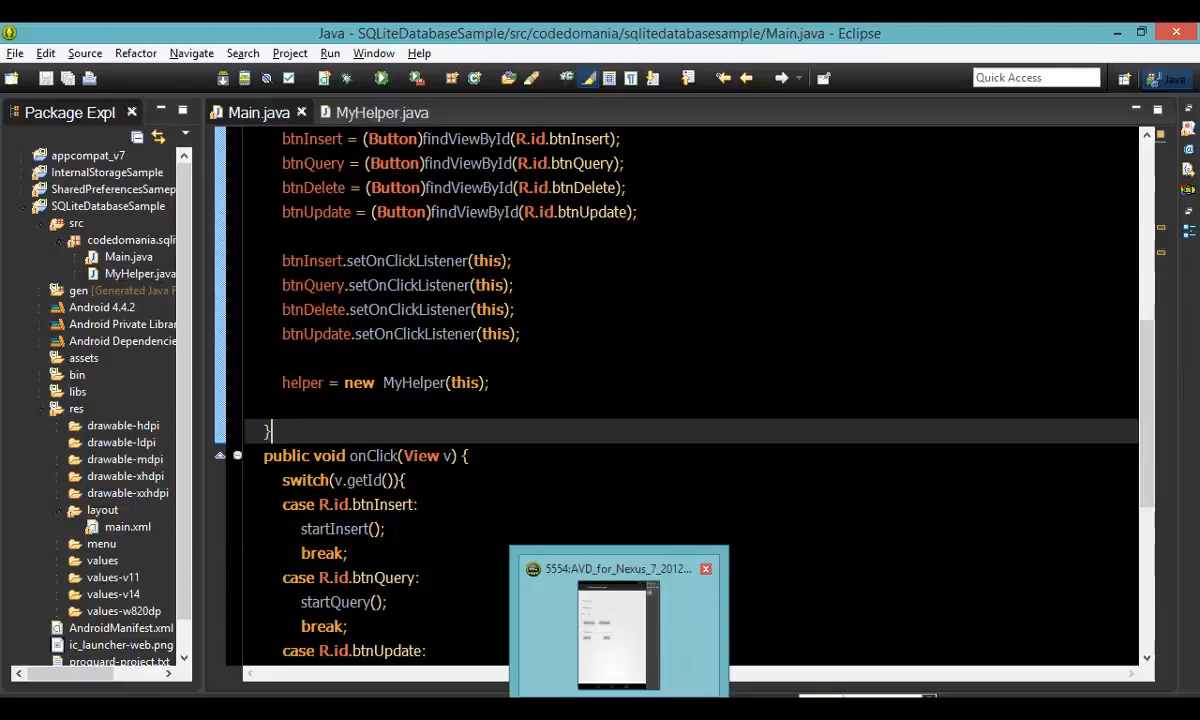 Java - SQLiteDatabaseSample/src/codedomania/sqlitedatabasesample/Main.java - Eclipse
File Edit Source Refactor Navigate Search Project Run Window Help
Quick Access
Java
Package Expl
Main.java
MyHelper.java
appcompat_v7
InternalStorageSample
SharedPreferencesSamep
SQLiteDatabaseSample
src
codedomania.sqli
Main.java
MyHelper.java
gen [Generated Java F
Android 4.4.2
Android Private Librar
Android Dependencie
assets
bin
libs
res
drawable-hdpi
drawable-ldpi
drawable-mdpi
drawable-xhdpi
drawable-xxhdpi
layout
main.xml
menu
values
values-v11
values-v14
values-w820dp
AndroidManifest.xml
ic_launcher-web.png
proguard-project.txt
btnInsert = (Button)findViewById(R.id.btnInsert);
btnQuery = (Button)findViewById(R.id.btnQuery);
btnDelete = (Button)findViewById(R.id.btnDelete);
btnUpdate = (Button)findViewById(R.id.btnUpdate);
btnInsert.setOnClickListener(this);
btnQuery.setOnClickListener(this);
btnDelete.setOnClickListener(this);
btnUpdate.setOnClickListener(this);
helper = new MyHelper(this);
}
public void onClick(View v) {
switch(v.getId()){
case R.id.btnInsert:
startInsert();
break;
case R.id.btnQuery:
startQuery();
break;
case R.id.btnUpdate:
5554:AVD_for_Nexus_7_2012...